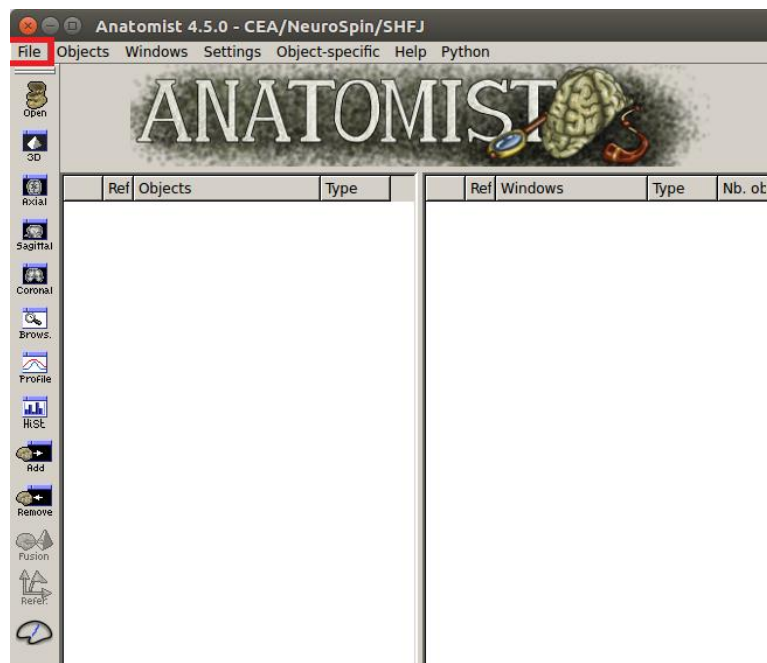 Anatomist 4.5.0 - CEA/NeuroSpin/SHFJ
File Objects Windows Settings Object-specific Help Python
ANATOMIST
Open
3D
Axial
Sagittal
Coronal
Brows.
Profile
Hist
Add
Remove
Fusion
Refer.
Ref Objects Type
Ref Windows Type Nb. ob